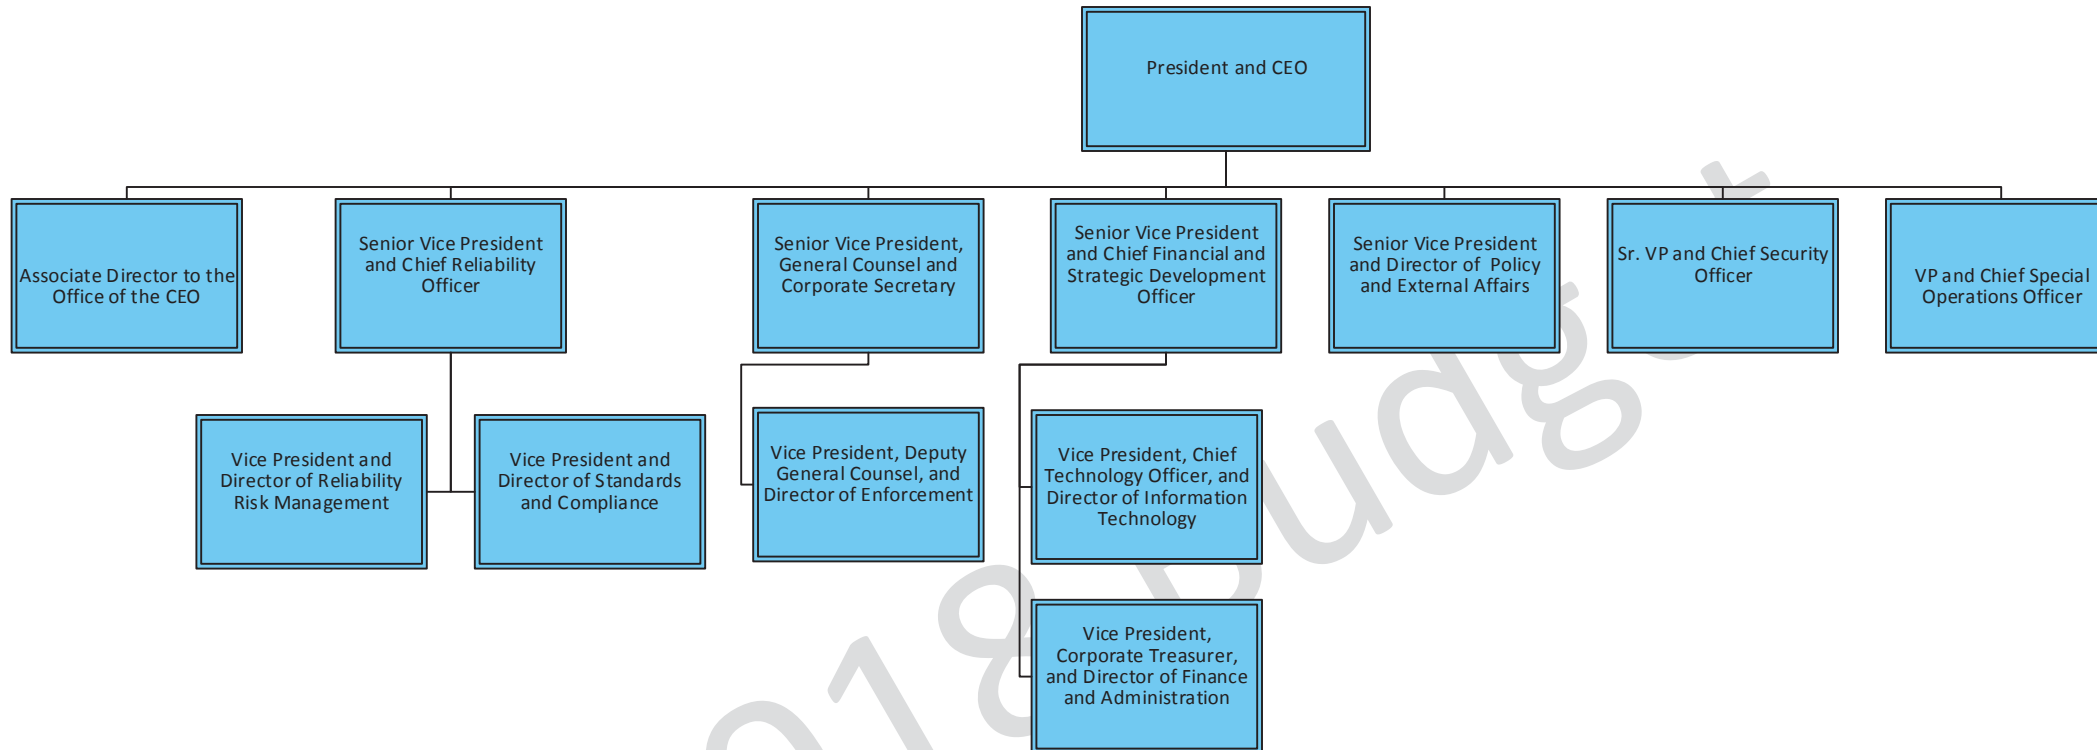 President and CEO
Associate Director to the
Office of the CEO
Senior Vice President
and Chief Reliability
Officer
Senior Vice President,
General Counsel and
Corporate Secretary
Senior Vice President
and Chief Financial and
Strategic Development
Officer
Senior Vice President
and Director of  Policy
and External Affairs
Sr. VP and Chief Security
Officer
VP and Chief Special
Operations Officer
Vice President and
Director of Reliability
Risk Management
Vice President and
Director of Standards
and Compliance
Vice President, Deputy
General Counsel, and
Director of Enforcement
Vice President, Chief
Technology Officer, and
Director of Information
Technology
Vice President,
Corporate Treasurer,
and Director of Finance
and Administration
018 Budget